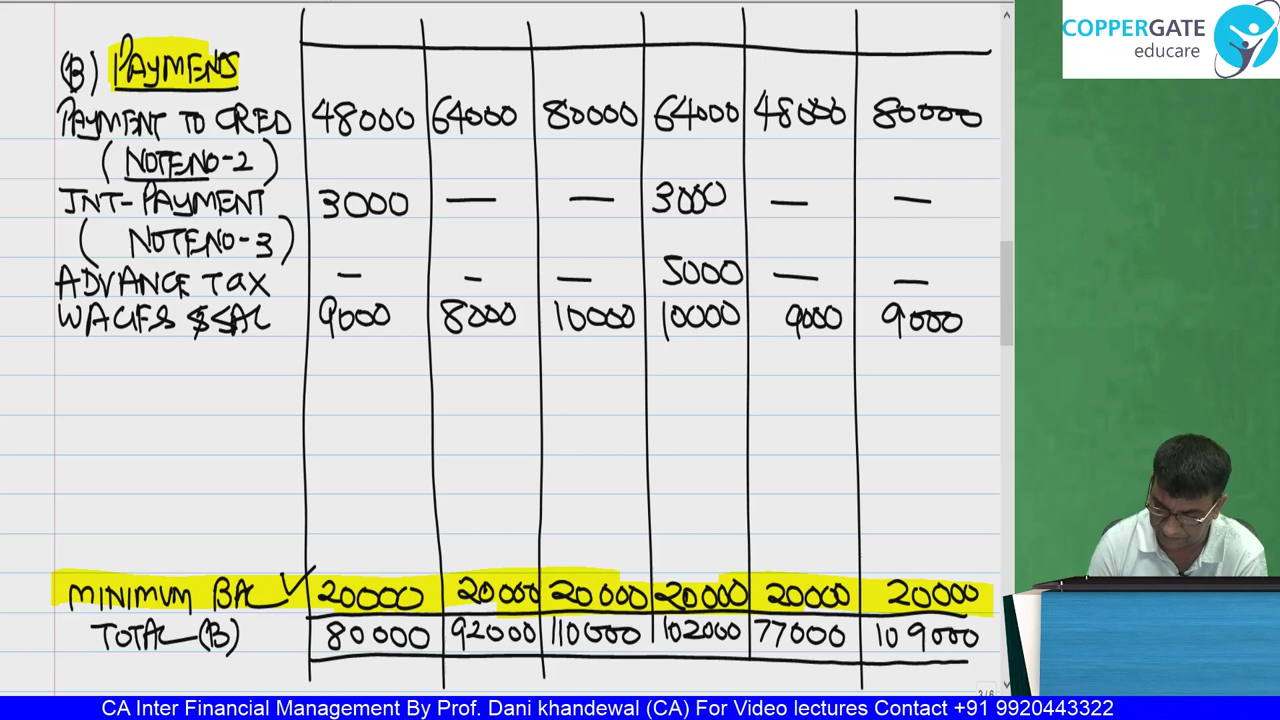 COPPERGATE
educare
(B) PAYMENTS
PAYMENT TO CRED 48000 64000 80000 64000 48000 80000
(NOTE NO-2)
INT-PAYMENT 3000 — — 3000 — —
(NOTE NO-3)
ADVANCE TAX - - — 5000 — —
WAGES & SAL 9000 8000 10000 10000 9000 9000
MINIMUM BAL ✓ 20000 20000 20000 20000 20000 20000
TOTAL (B) 80000 92000 110000 102000 77000 109000
3/6
CA Inter Financial Management By Prof. Dani khandewal (CA) For Video lectures Contact +91 9920443322